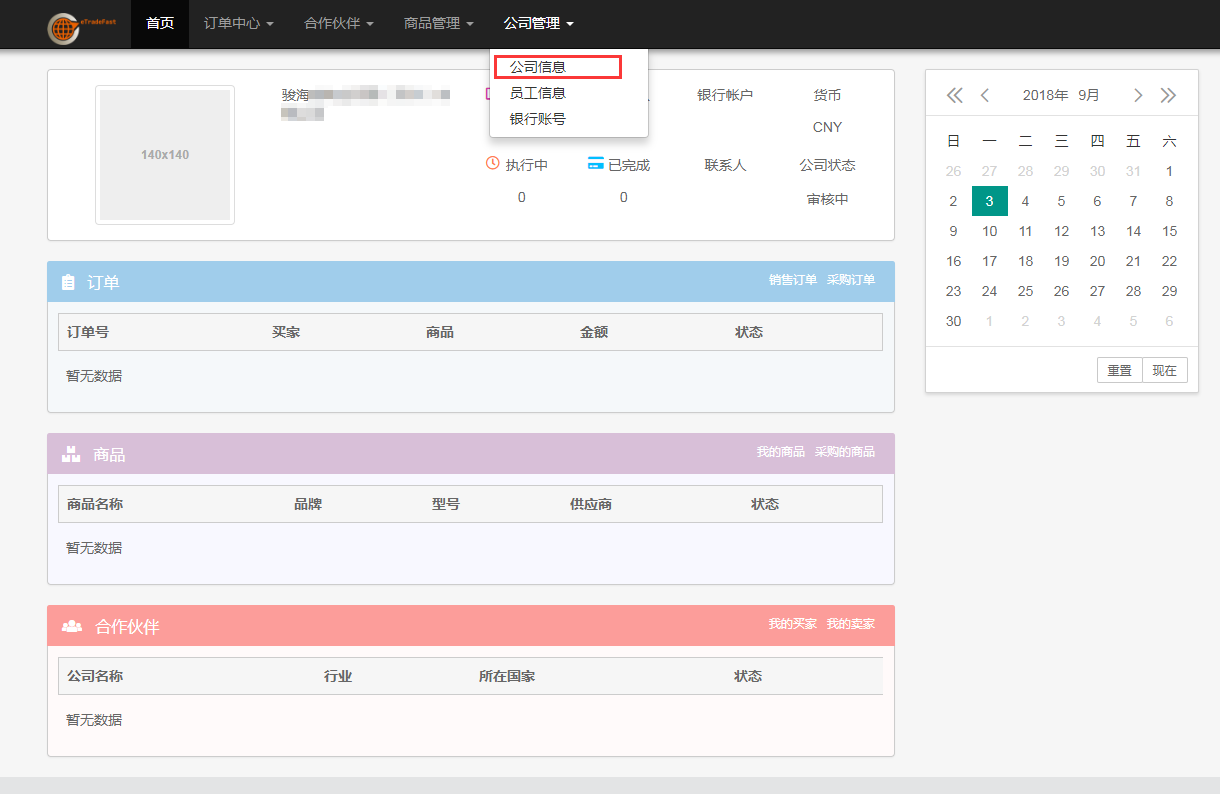 eTradeFast 首页 订单中心 合作伙伴 商品管理 公司管理
公司信息
员工信息
银行账号
140x140
骏海
银行帐户 货币
CNY
执行中 已完成 联系人 公司状态
0 0 审核中
订单 销售订单 采购订单
订单号 买家 商品 金额 状态
暂无数据
商品 我的商品 采购的商品
商品名称 品牌 型号 供应商 状态
暂无数据
合作伙伴 我的买家 我的卖家
公司名称 行业 所在国家 状态
暂无数据
2018年 9月
日 一 二 三 四 五 六
26 27 28 29 30 31 1
2 3 4 5 6 7 8
9 10 11 12 13 14 15
16 17 18 19 20 21 22
23 24 25 26 27 28 29
30 1 2 3 4 5 6
重置 现在